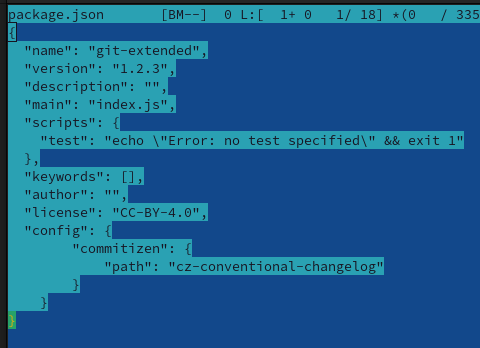 package.json       [BM--]  0 L:[  1+ 0   1/ 18] *(0   / 335
{
  "name": "git-extended",
  "version": "1.2.3",
  "description": "",
  "main": "index.js",
  "scripts": {
    "test": "echo \"Error: no test specified\" && exit 1"
  },
  "keywords": [],
  "author": "",
  "license": "CC-BY-4.0",
  "config": {
        "commitizen": {
            "path": "cz-conventional-changelog"
        }
    }
}